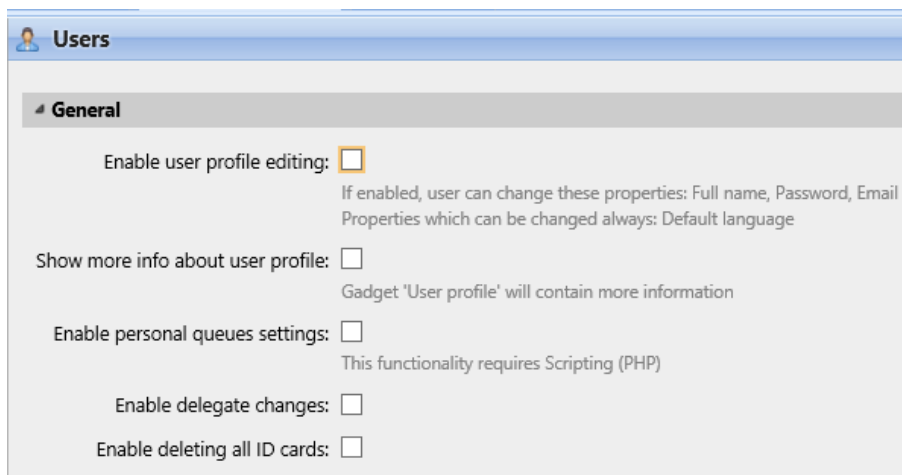 Users
General
Enable user profile editing:
If enabled, user can change these properties: Full name, Password, Email
Properties which can be changed always: Default language
Show more info about user profile:
Gadget 'User profile' will contain more information
Enable personal queues settings:
This functionality requires Scripting (PHP)
Enable delegate changes:
Enable deleting all ID cards: